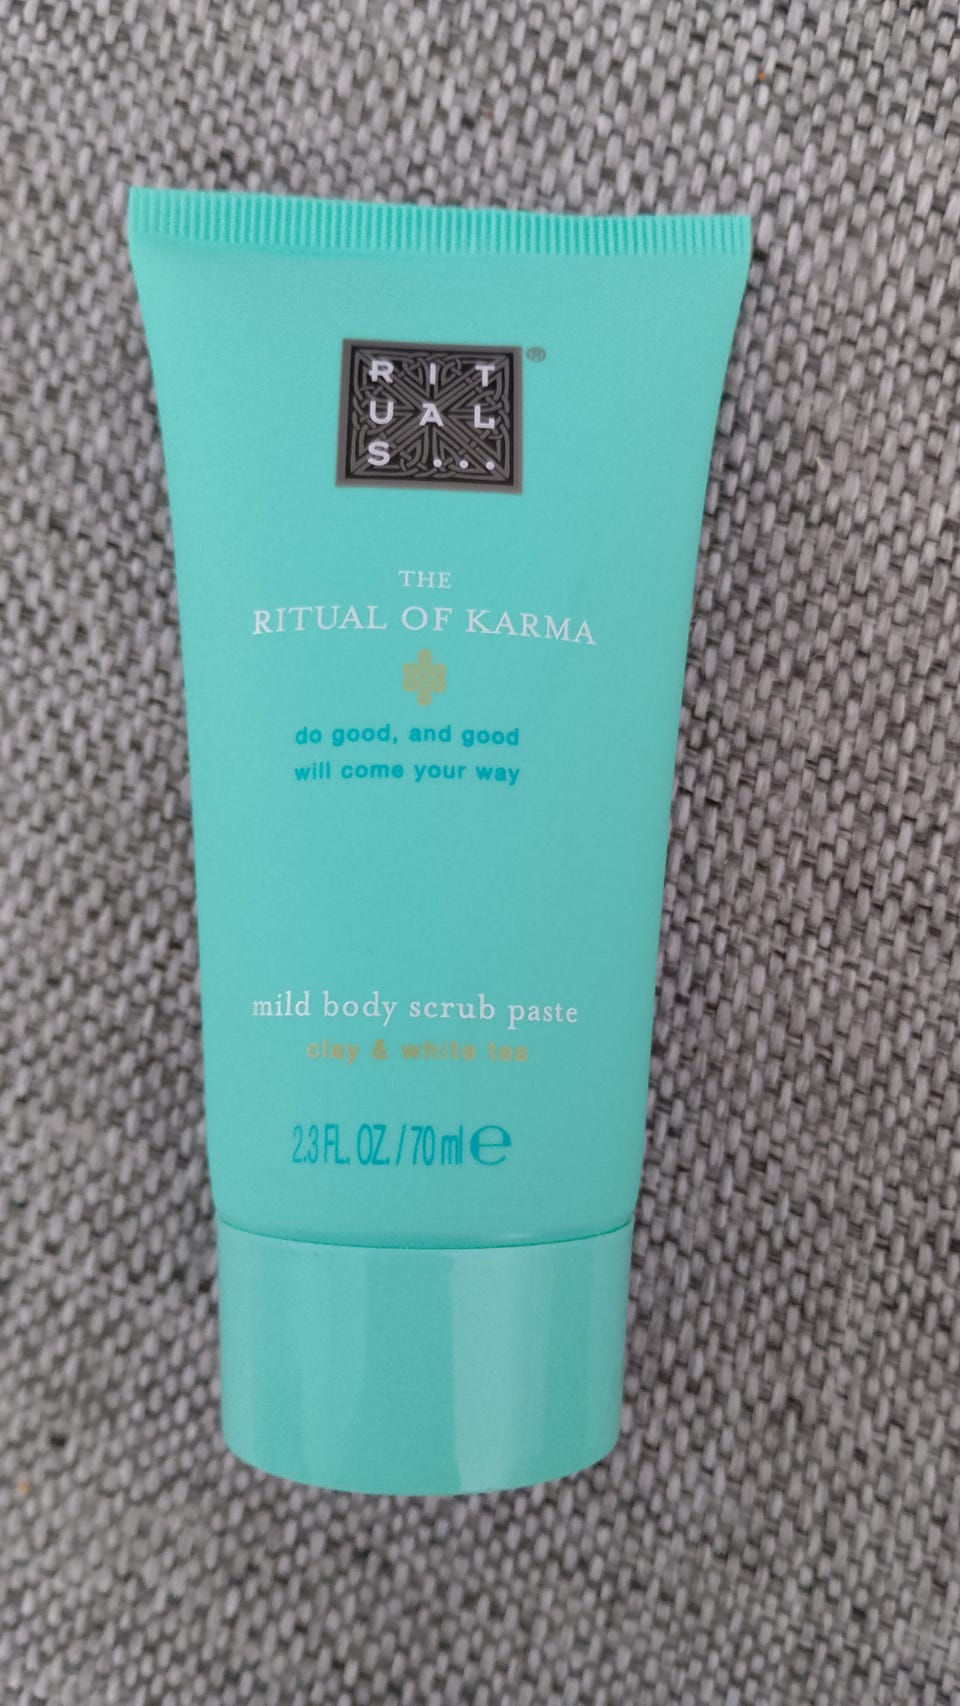 RIT
UAL
S...
®
THE
RITUAL OF KARMA
do good, and good
will come your way
mild body scrub paste
clay & white tea
2.3 FL. OZ. / 70 ml e